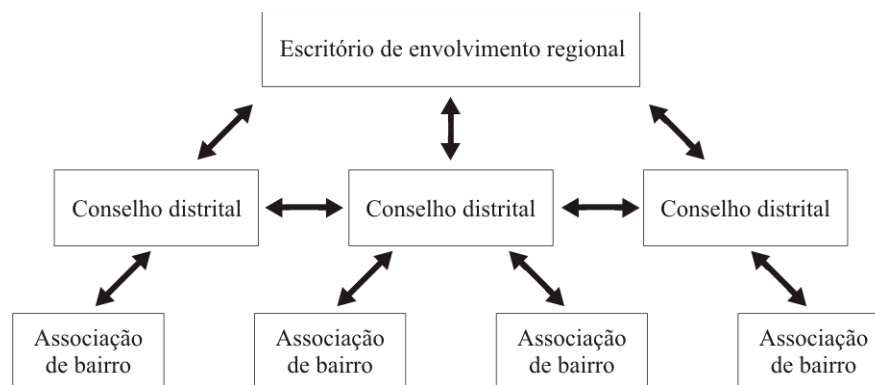 Escritório de envolvimento regional
Conselho distrital
Conselho distrital
Conselho distrital
Associação
de bairro
Associação
de bairro
Associação
de bairro
Associação
de bairro